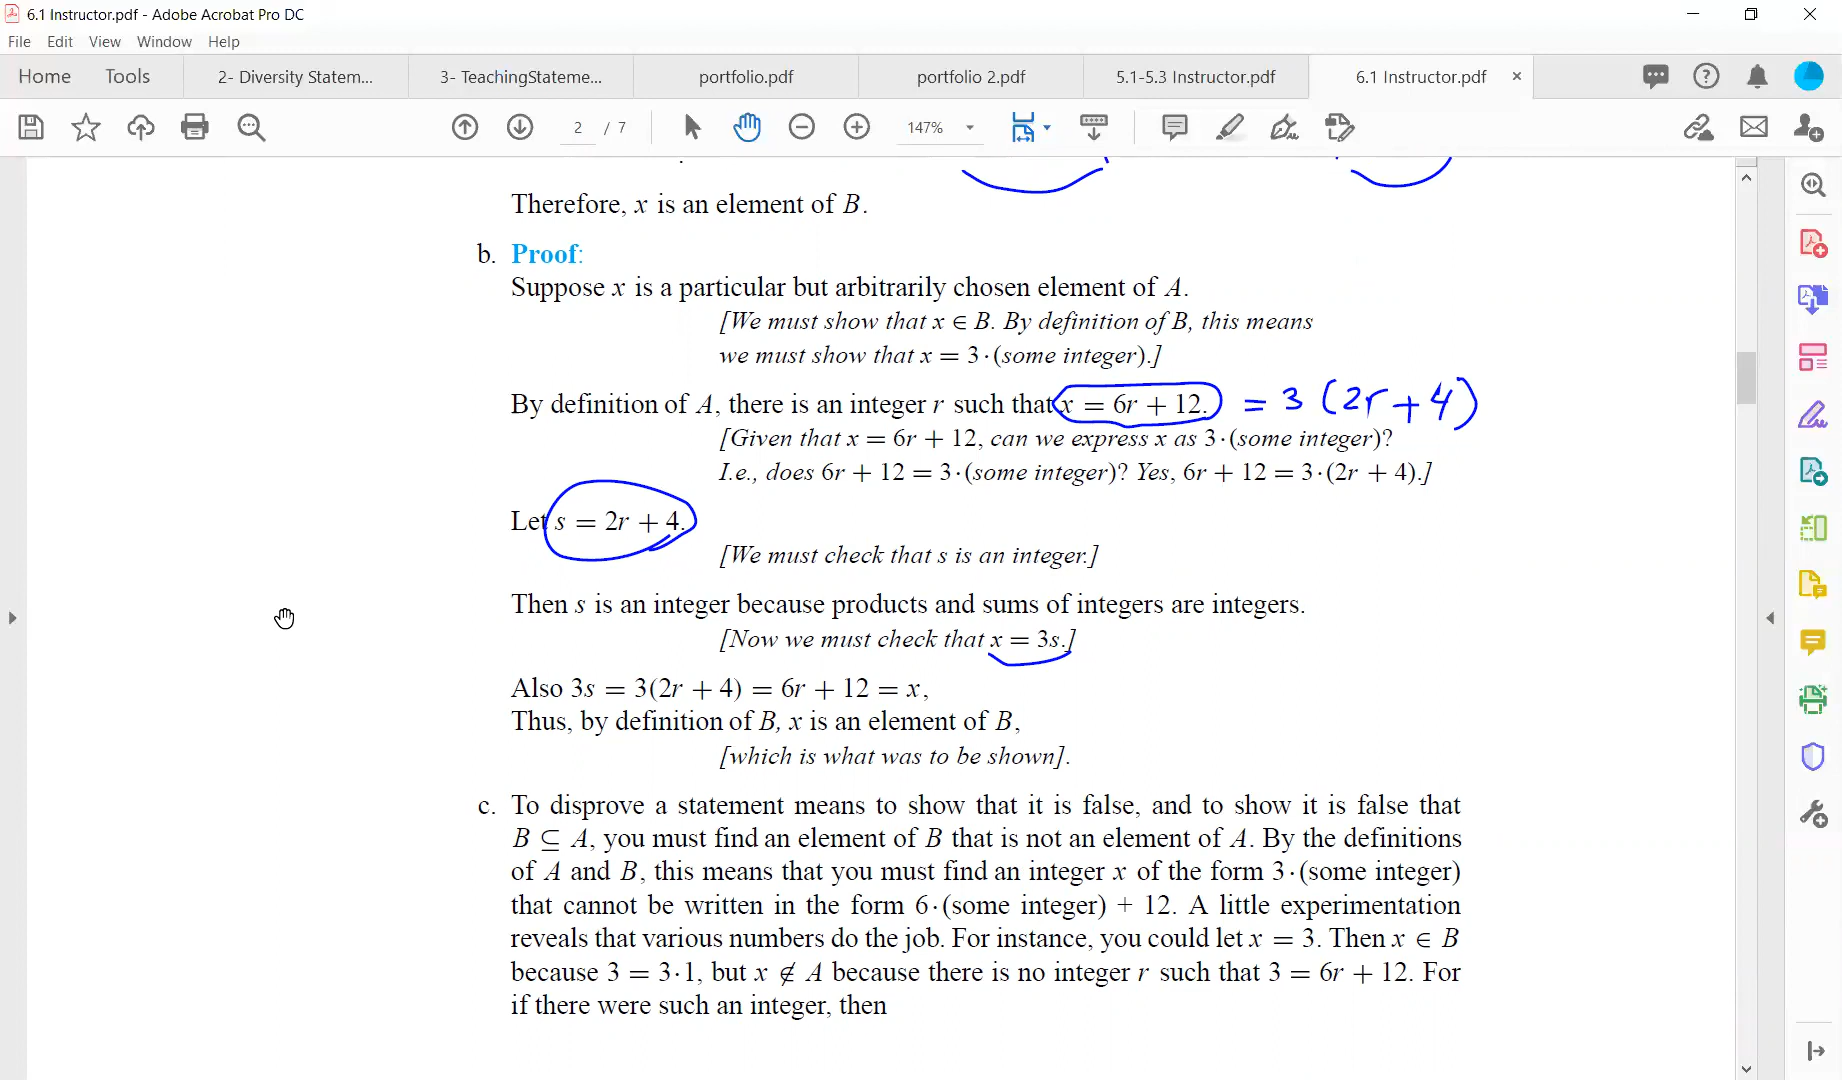 6.1 Instructor.pdf - Adobe Acrobat Pro DC
File Edit View Window Help
Home Tools 2- Diversity Statem... 3- TeachingStateme... portfolio.pdf portfolio 2.pdf 5.1-5.3 Instructor.pdf 6.1 Instructor.pdf ×
2 / 7 147%
Therefore, x is an element of B.
b. Proof:
Suppose x is a particular but arbitrarily chosen element of A.
[We must show that x ∈ B. By definition of B, this means
we must show that x = 3·(some integer).]
By definition of A, there is an integer r such that x = 6r + 12. = 3 (2r + 4)
[Given that x = 6r + 12, can we express x as 3·(some integer)?
I.e., does 6r + 12 = 3·(some integer)? Yes, 6r + 12 = 3·(2r + 4).]
Let s = 2r + 4.
[We must check that s is an integer.]
Then s is an integer because products and sums of integers are integers.
[Now we must check that x = 3s.]
Also 3s = 3(2r + 4) = 6r + 12 = x,
Thus, by definition of B, x is an element of B,
[which is what was to be shown].
c. To disprove a statement means to show that it is false, and to show it is false that
B ⊆ A, you must find an element of B that is not an element of A. By the definitions
of A and B, this means that you must find an integer x of the form 3·(some integer)
that cannot be written in the form 6·(some integer) + 12. A little experimentation
reveals that various numbers do the job. For instance, you could let x = 3. Then x ∈ B
because 3 = 3·1, but x ∉ A because there is no integer r such that 3 = 6r + 12. For
if there were such an integer, then